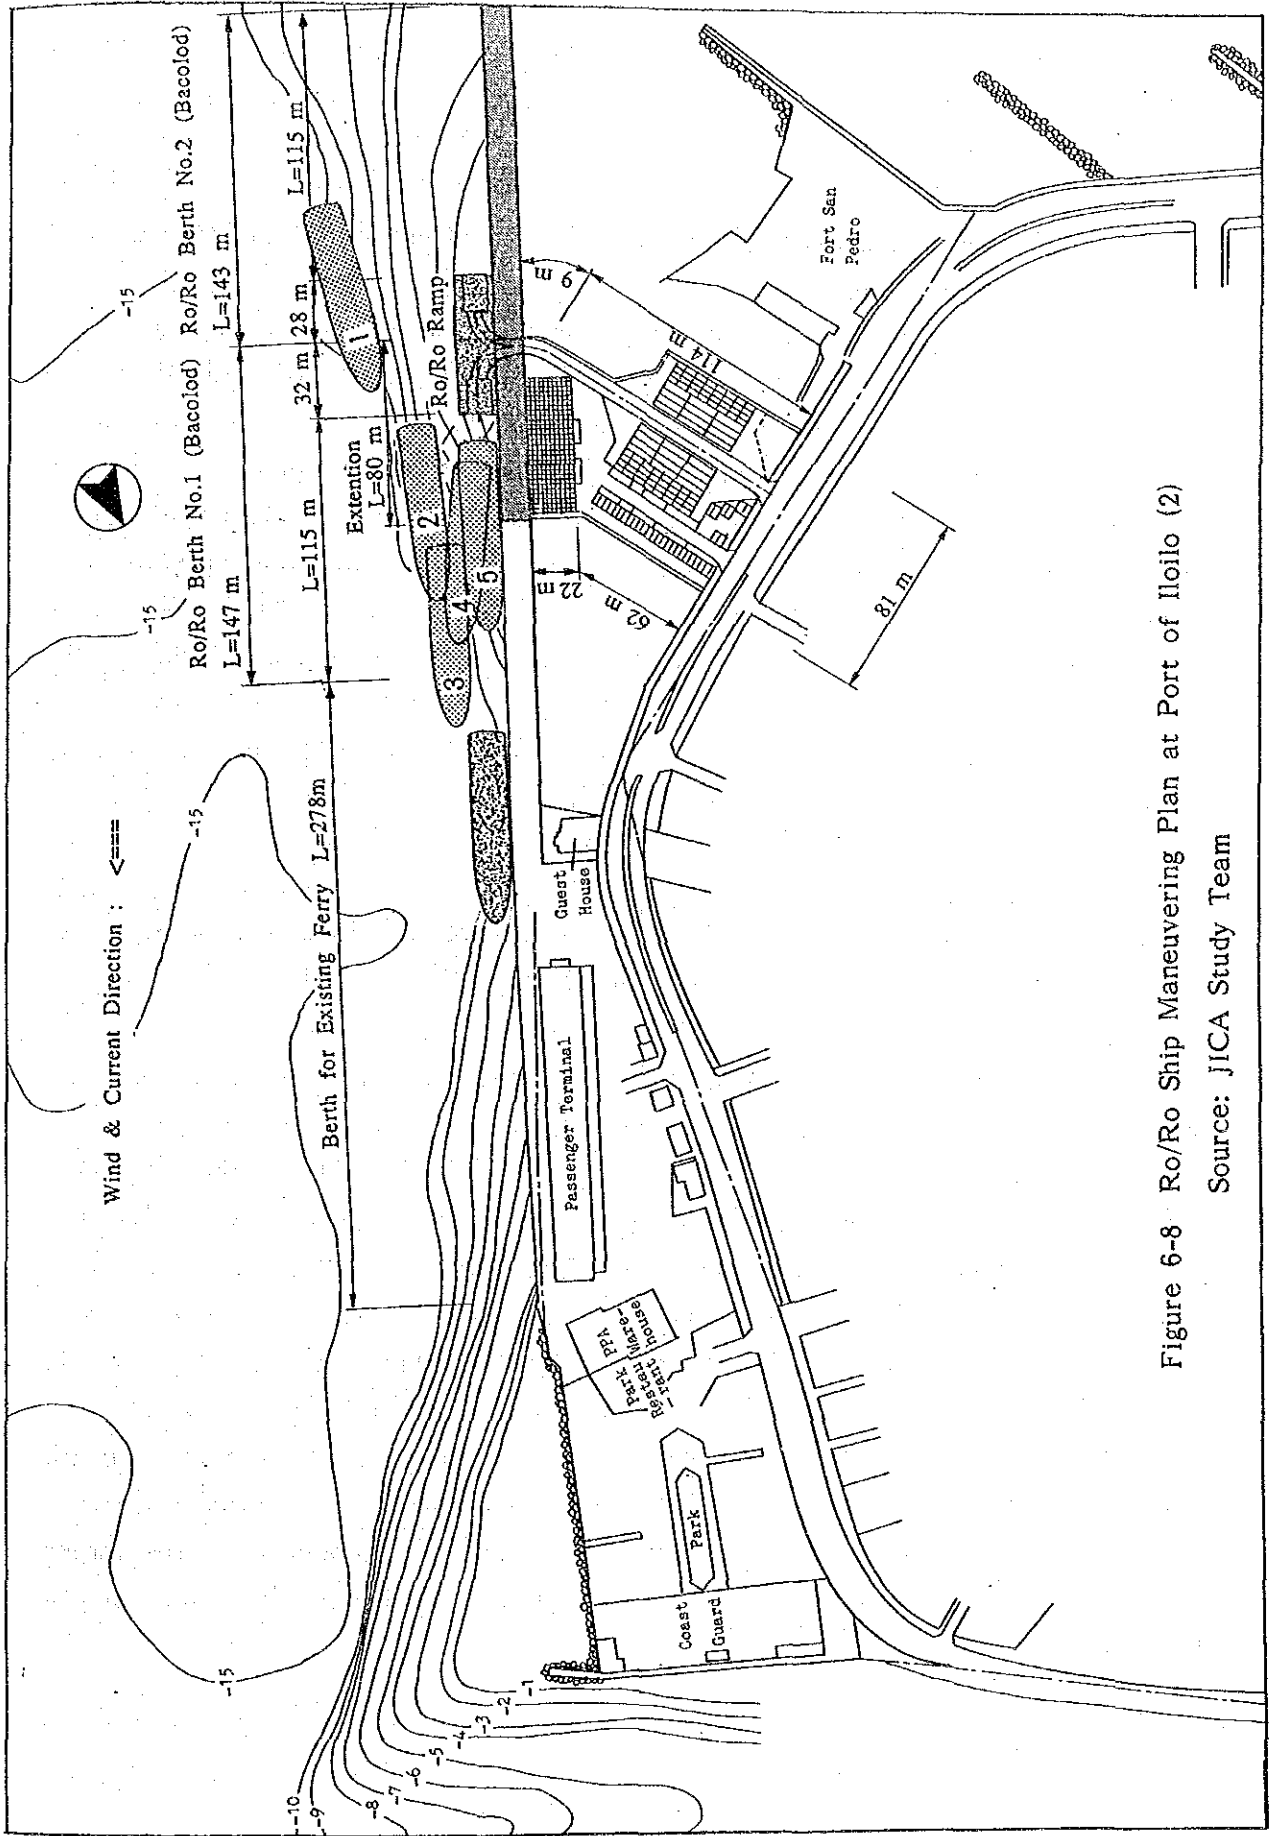 Wind & Current Direction : <===
Ro/Ro Berth No.1 (Bacolod)
Ro/Ro Berth No.2 (Bacolod)
L=147 m
L=143 m
Berth for Existing Ferry L=278m
L=115 m
32 m
28 m
L=115 m
Extention
L=80 m
Ro/Ro Ramp
1
2
3
4
5
-15
-15
-15
-15
-10
-9
-8
-7
-6
-5
-4
-3
-2
-1
9 m
114 m
22 m
62 m
81 m
Fort San
Pedro
Guest
House
Passenger Terminal
PPA
Ware-
house
Park
Restau
-rant
Park
Coast
Guard
Figure 6-8 Ro/Ro Ship Maneuvering Plan at Port of Iloilo (2)
Source: JICA Study Team